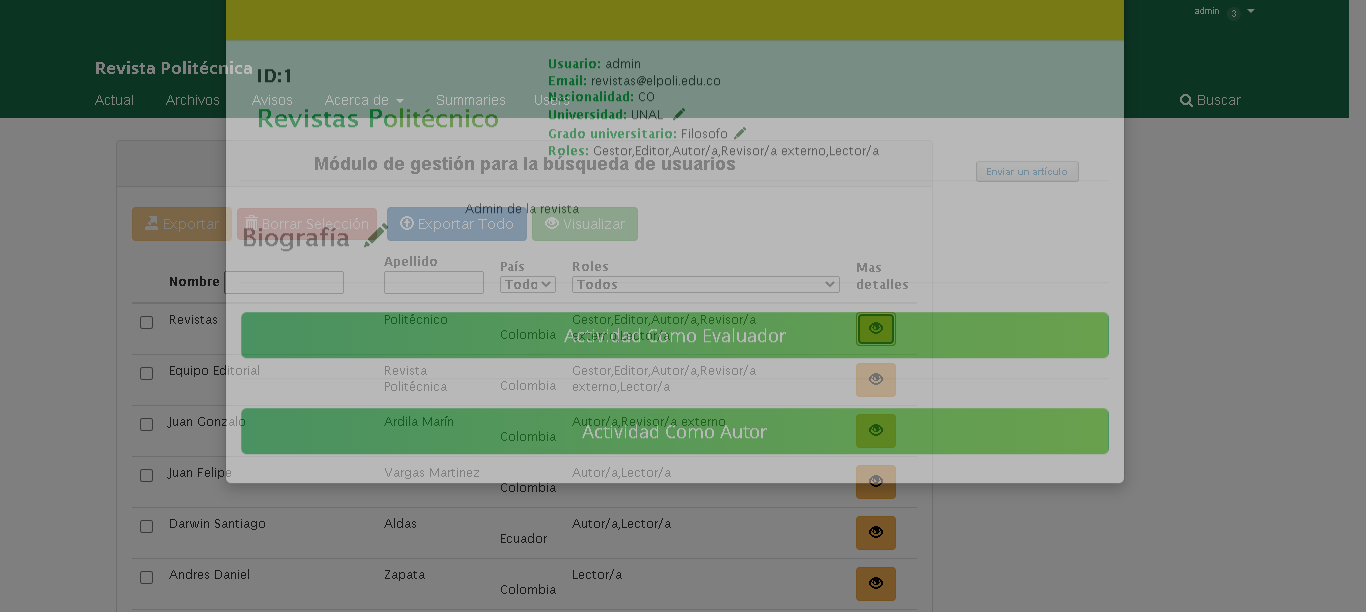 admin 3
Revista Politécnica
Actual Archivos Avisos Acerca de Summaries Users
Buscar
ID:1
Revistas Politécnico
Usuario: admin
Email: revistas@elpoli.edu.co
Nacionalidad: CO
Universidad: UNAL
Grado universitario: Filosofo
Roles: Gestor,Editor,Autor/a,Revisor/a externo,Lector/a
Módulo de gestión para la búsqueda de usuarios
Enviar un artículo
Admin de la revista
Exportar Borrar Selección Exportar Todo Visualizar
Biografía
Nombre Apellido País Roles Mas detalles
Todo Todos
Revistas Politécnico Colombia Gestor,Editor,Autor/a,Revisor/a
externo,Lector/a
Actividad Como Evaluador
Equipo Editorial Revista Politécnica Colombia Gestor,Editor,Autor/a,Revisor/a
externo,Lector/a
Juan Gonzalo Ardila Marín Colombia Autor/a,Revisor/a externo
Actividad Como Autor
Juan Felipe Vargas Martinez Colombia Autor/a,Lector/a
Darwin Santiago Aldas Ecuador Autor/a,Lector/a
Andres Daniel Zapata Colombia Lector/a